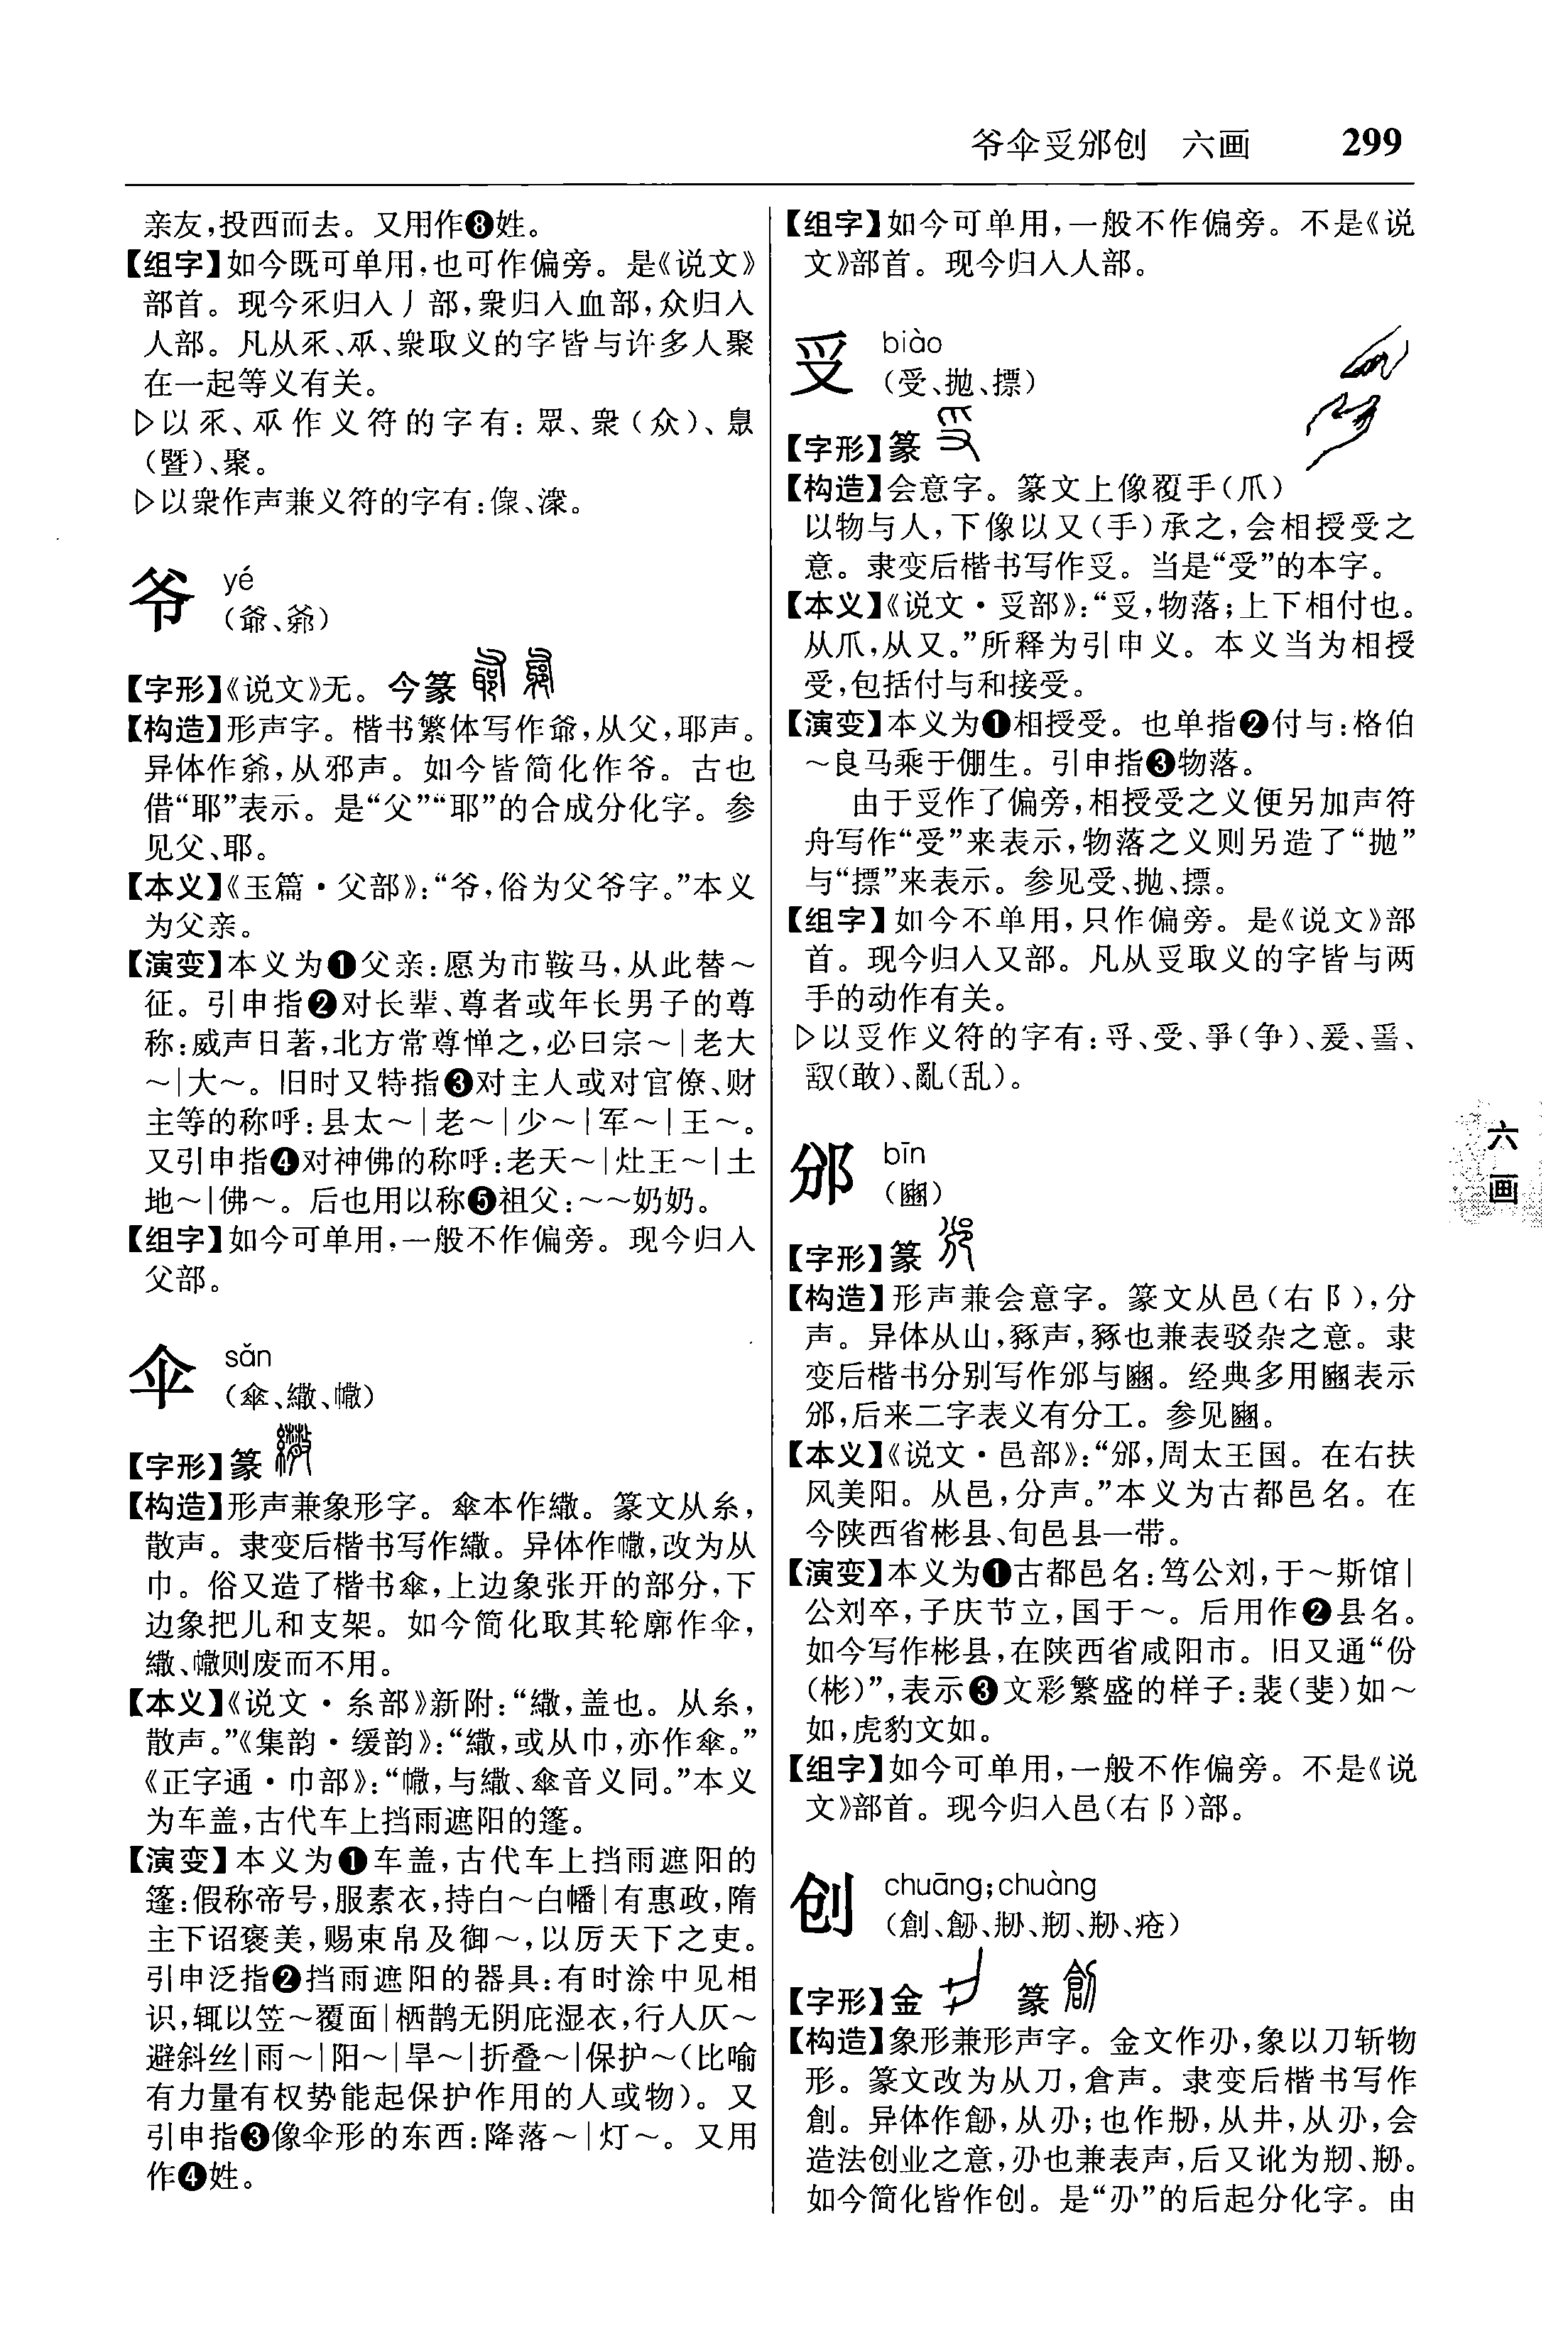 爷伞𠬪邠创　六画　299
亲友,投西而去。又用作❽姓。
【组字】如今既可单用,也可作偏旁。是《说文》
部首。现今乑归入丿部,衆归入血部,众归入
人部。凡从乑、㐺、衆取义的字皆与许多人聚
在一起等义有关。
▷以乑、㐺作义符的字有:眾、衆(众)、臮
(暨)、聚。
▷以衆作声兼义符的字有:傺、潨。
爷 yé
(爺、𤕓)
【字形】《说文》无。今篆
【构造】形声字。楷书繁体写作爺,从父,耶声。
异体作𤕓,从邪声。如今皆简化作爷。古也
借“耶”表示。是“父”“耶”的合成分化字。参
见父、耶。
【本义】《玉篇·父部》:“爷,俗为父爷字。”本义
为父亲。
【演变】本义为❶父亲:愿为市鞍马,从此替～
征。引申指❷对长辈、尊者或年长男子的尊
称:威声日著,北方常尊惮之,必曰宗～|老大
～|大～。旧时又特指❸对主人或对官僚、财
主等的称呼:县太～|老～|少～|军～|王～。
又引申指❹对神佛的称呼:老天～|灶王～|土
地～|佛～。后也用以称❺祖父:～～奶奶。
【组字】如今可单用,一般不作偏旁。现今归入
父部。
伞 sǎn
(傘、繖、㡧)
【字形】篆
【构造】形声兼象形字。傘本作繖。篆文从糸,
散声。隶变后楷书写作繖。异体作㡧,改为从
巾。俗又造了楷书傘,上边象张开的部分,下
边象把儿和支架。如今简化取其轮廓作伞,
繖、㡧则废而不用。
【本义】《说文·糸部》新附:“繖,盖也。从糸,
散声。”《集韵·缓韵》:“繖,或从巾,亦作傘。”
《正字通·巾部》:“㡧,与繖、傘音义同。”本义
为车盖,古代车上挡雨遮阳的篷。
【演变】本义为❶车盖,古代车上挡雨遮阳的
篷:假称帝号,服素衣,持白～白幡|有惠政,隋
主下诏褒美,赐束帛及御～,以厉天下之吏。
引申泛指❷挡雨遮阳的器具:有时涂中见相
识,辄以笠～覆面|栖鹊无阴庇湿衣,行人仄～
避斜丝|雨～|阳～|旱～|折叠～|保护～(比喻
有力量有权势能起保护作用的人或物)。又
引申指❸像伞形的东西:降落～|灯～。又用
作❹姓。
【组字】如今可单用,一般不作偏旁。不是《说
文》部首。现今归入人部。
𠬪 biào
(受、抛、摽)
【字形】篆
【构造】会意字。篆文上像覆手(爪)
以物与人,下像以又(手)承之,会相授受之
意。隶变后楷书写作𠬪。当是“受”的本字。
【本义】《说文·𠬪部》:“𠬪,物落;上下相付也。
从爪,从又。”所释为引申义。本义当为相授
受,包括付与和接受。
【演变】本义为❶相授受。也单指❷付与:格伯
～良马乘于倗生。引申指❸物落。
由于𠬪作了偏旁,相授受之义便另加声符
舟写作“受”来表示,物落之义则另造了“抛”
与“摽”来表示。参见受、抛、摽。
【组字】如今不单用,只作偏旁。是《说文》部
首。现今归入又部。凡从𠬪取义的字皆与两
手的动作有关。
▷以𠬪作义符的字有:寽、受、爭(争)、爰、𤔔、
㪉(敢)、亂(乱)。
邠 bīn
(豳)
【字形】篆
【构造】形声兼会意字。篆文从邑(右阝),分
声。异体从山,豩声,豩也兼表驳杂之意。隶
变后楷书分别写作邠与豳。经典多用豳表示
邠,后来二字表义有分工。参见豳。
【本义】《说文·邑部》:“邠,周太王国。在右扶
风美阳。从邑,分声。”本义为古都邑名。在
今陕西省彬县、旬邑县一带。
【演变】本义为❶古都邑名:笃公刘,于～斯馆|
公刘卒,子庆节立,国于～。后用作❷县名。
如今写作彬县,在陕西省咸阳市。旧又通“份
(彬)”,表示❸文彩繁盛的样子:裴(斐)如～
如,虎豹文如。
【组字】如今可单用,一般不作偏旁。不是《说
文》部首。现今归入邑(右阝)部。
创 chuāng;chuàng
(創、剙、剏、刱、疮)
【字形】金　篆
【构造】象形兼形声字。金文作刅,象以刀斩物
形。篆文改为从刀,倉声。隶变后楷书写作
創。异体作,从刅;也作刱,从井,从刅,会
造法创业之意,刅也兼表声,后又讹为剏、剙。
如今简化皆作创。是“刅”的后起分化字。由
六画